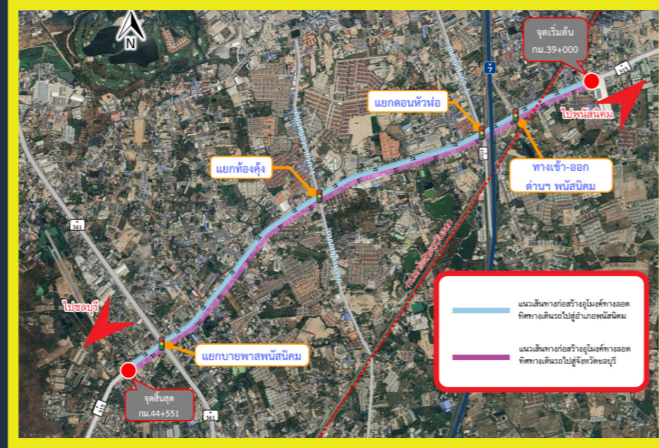 N
จุดเริ่มต้น
กม.39+000
315
7
ไปพนัสนิคม
แยกดอนหัวฬ่อ
ทางเข้า-ออก
ด่านฯ พนัสนิคม
แยกท้องคุ้ง
361
ไปชลบุรี
แนวเส้นทางก่อสร้างอุโมงค์ทางลอด
ทิศทางเดินรถไปสู่อำเภอพนัสนิคม
แนวเส้นทางก่อสร้างอุโมงค์ทางลอด
ทิศทางเดินรถไปสู่จังหวัดชลบุรี
แยกบายพาสพนัสนิคม
จุดสิ้นสุด
กม.44+551
315
361